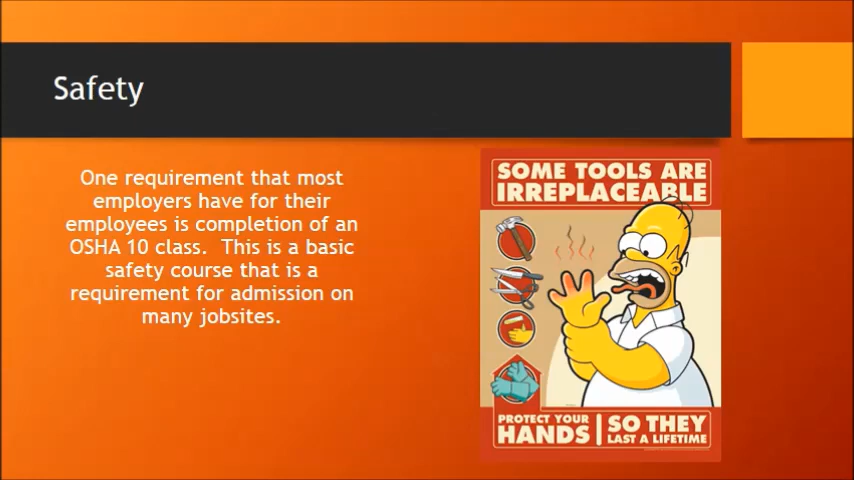 Safety
One requirement that most
employers have for their
employees is completion of an
OSHA 10 class.  This is a basic
safety course that is a
requirement for admission on
many jobsites.
SOME TOOLS ARE
IRREPLACEABLE
PROTECT YOUR
HANDS
SO THEY
LAST A LIFETIME